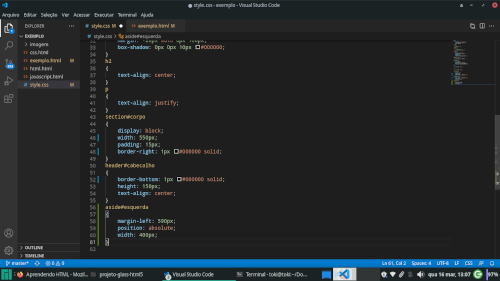 style.css - exemplo - Visual Studio Code
Arquivo Editar Seleção Ver Acessar Executar Terminal Ajuda
EXPLORER
EXEMPLO
imagem
css.html
exemplo.html M
html.html
javascript.html
style.css M
OUTLINE
TIMELINE
style.css M
exemplo.html M
style.css > aside#esquerda
33 box-shadow: 0px 0px 10px #000000;
34 }
35 h2
36 {
37 text-align: center;
38 }
39 p
40 {
41 text-align: justify;
42 }
43 section#corpo
44 {
45 display: block;
46 width: 550px;
47 padding: 15px;
48 border-right: 1px #000000 solid;
49 }
50 header#cabecalho
51 {
52 border-bottom: 1px #000000 solid;
53 height: 150px;
54 text-align: center;
55 }
56 aside#esquerda
57 {
58 margin-left: 590px;
59 position: absolute;
60 width: 400px;
61 }
62
master* 0 0
Ln 61, Col 2 Spaces: 4 UTF-8 LF CSS
Aprendendo HTML - Mozil...
projeto-glass-html5
Visual Studio Code
Terminal - toki@toki: ~/Do...
qua 16 mar, 13:07
97%